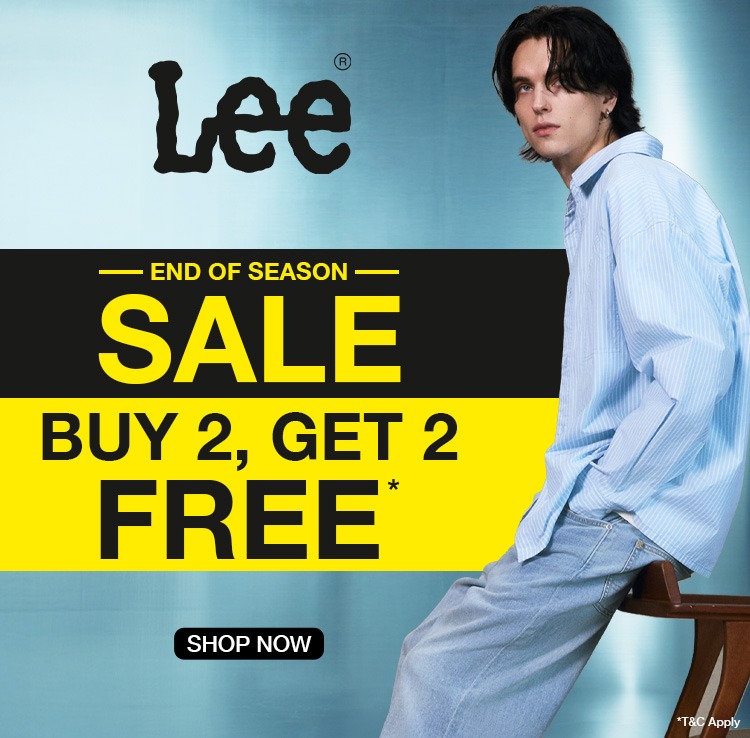 Lee®
END OF SEASON
SALE
BUY 2, GET 2
FREE*
SHOP NOW
*T&C Apply